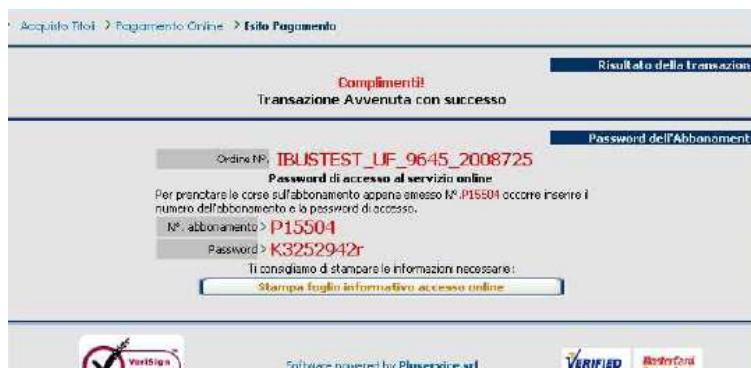 Acquisto Titoli > Pagamento Online > Esito Pagamento
Risultato della transazion
Complimenti!
Transazione Avvenuta con successo
Password dell'Abbonament
Ordine Nº. IBUSTEST_UF_9645_2008725
Password di accesso al servizio online
Per prenotare le corse sull'abbonamento appena emesso Nº.P15504 occorre inserire il
numero dell'abbonamento e la password di accesso.
Nº. abbonamento > P15504
Password > K3252942r
Ti consigliamo di stampare le informazioni necessarie:
Stampa foglio informativo accesso online
VeriSign
Software powered by Pluservice srl
VERIFIED
MasterCard